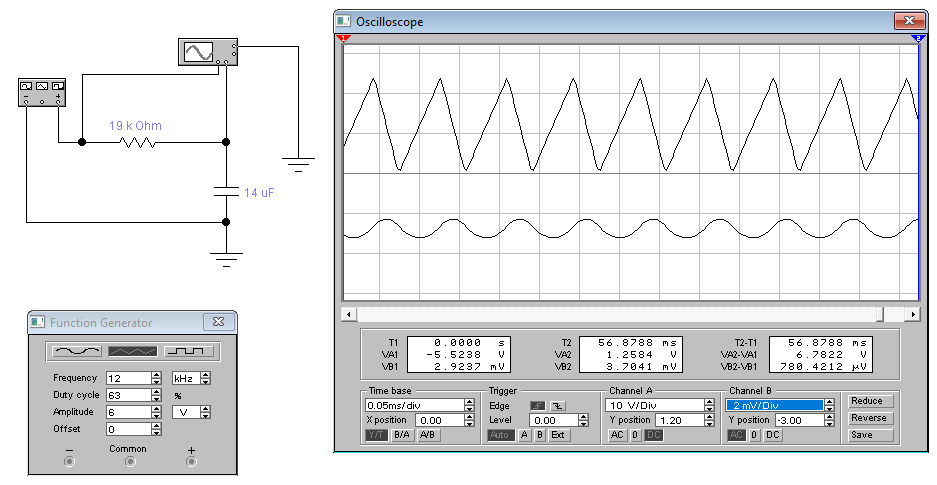 Oscilloscope
1
2
19 k Ohm
14 uF
Function Generator
Frequency 12 kHz
Duty cycle 63 %
Amplitude 6 V
Offset 0
− Common +
T1 0.0000 s
VA1 -5.5238 V
VB1 2.9237 mV
T2 56.8788 ms
VA2 1.2584 V
VB2 3.7041 mV
T2-T1 56.8788 ms
VA2-VA1 6.7822 V
VB2-VB1 780.4212 µV
Time base
0.05ms/div
X position 0.00
Y/T B/A A/B
Trigger
Edge
Level 0.00
Auto A B Ext
Channel A
10 V/Div
Y position 1.20
AC 0 DC
Channel B
2 mV/Div
Y position -3.00
AC 0 DC
Reduce
Reverse
Save